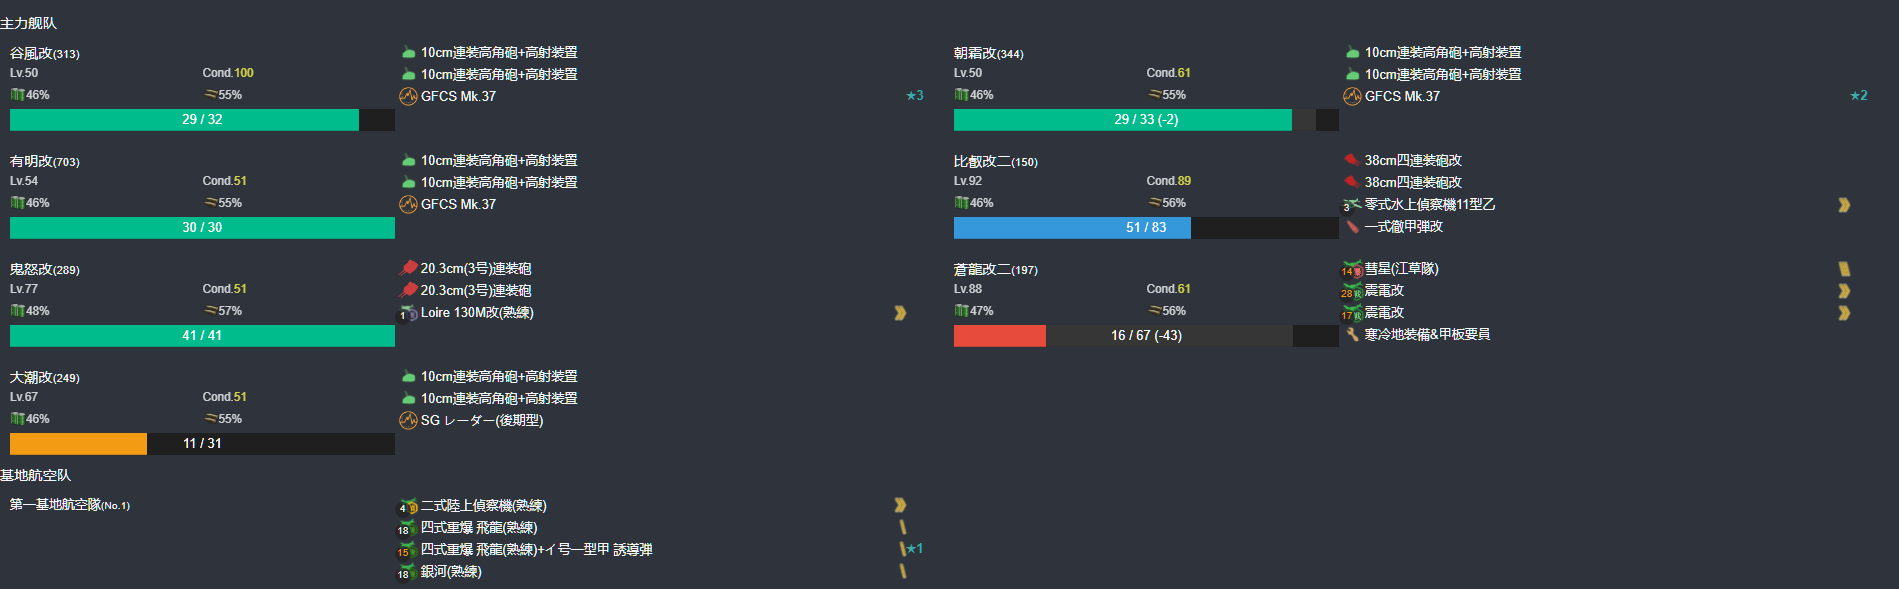 主力舰队
谷風改(313)
Lv.50 Cond.100
46% 55%
29 / 32
10cm連装高角砲+高射装置
10cm連装高角砲+高射装置
GFCS Mk.37 ★3
朝霜改(344)
Lv.50 Cond.61
46% 55%
29 / 33 (-2)
10cm連装高角砲+高射装置
10cm連装高角砲+高射装置
GFCS Mk.37 ★2
有明改(703)
Lv.54 Cond.51
46% 55%
30 / 30
10cm連装高角砲+高射装置
10cm連装高角砲+高射装置
GFCS Mk.37
比叡改二(150)
Lv.92 Cond.89
46% 56%
51 / 83
38cm四連装砲改
38cm四連装砲改
3 零式水上偵察機11型乙
一式徹甲弾改
鬼怒改(289)
Lv.77 Cond.51
48% 57%
41 / 41
20.3cm(3号)連装砲
20.3cm(3号)連装砲
1 Loire 130M改(熟練)
蒼龍改二(197)
Lv.88 Cond.61
47% 56%
16 / 67 (-43)
14 彗星(江草隊)
28 震電改
17 震電改
寒冷地装備&甲板要員
大潮改(249)
Lv.67 Cond.51
46% 55%
11 / 31
10cm連装高角砲+高射装置
10cm連装高角砲+高射装置
SG レーダー(後期型)
基地航空队
第一基地航空隊(No.1)
4 二式陸上偵察機(熟練)
18 四式重爆 飛龍(熟練)
15 四式重爆 飛龍(熟練)+イ号一型甲 誘導弾 ★1
18 銀河(熟練)